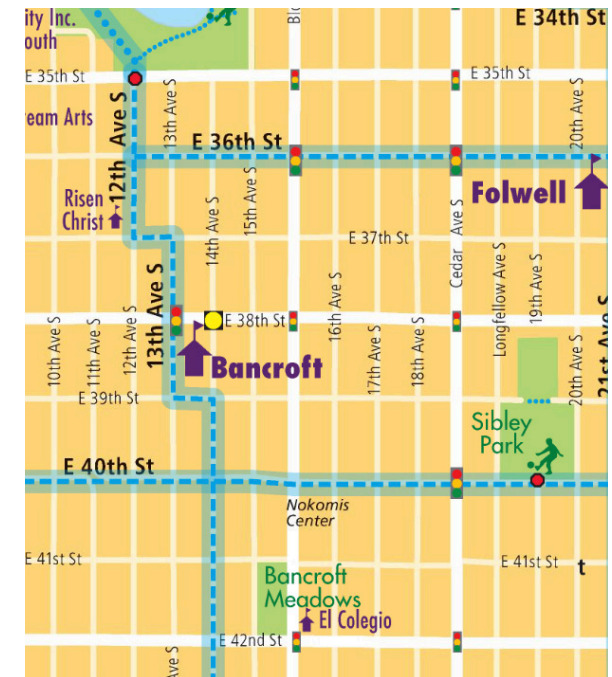 ity Inc.
outh
E 34th St
E 35th St
E 35th St
eam Arts
12th Ave S
13th Ave S
E 36th St
20th Ave S
Folwell
Risen
Christ
14th Ave S
15th Ave S
E 37th St
Cedar Ave S
Longfellow Ave S
19th Ave S
10th Ave S
11th Ave S
12th Ave S
13th Ave S
E 38th St
Bancroft
16th Ave S
17th Ave S
18th Ave S
20th Ave S
21st Ave S
E 39th St
Sibley
Park
E 40th St
Nokomis
Center
E 41st St
E 41st St
t
Bancroft
Meadows
El Colegio
E 42nd St
Ave S